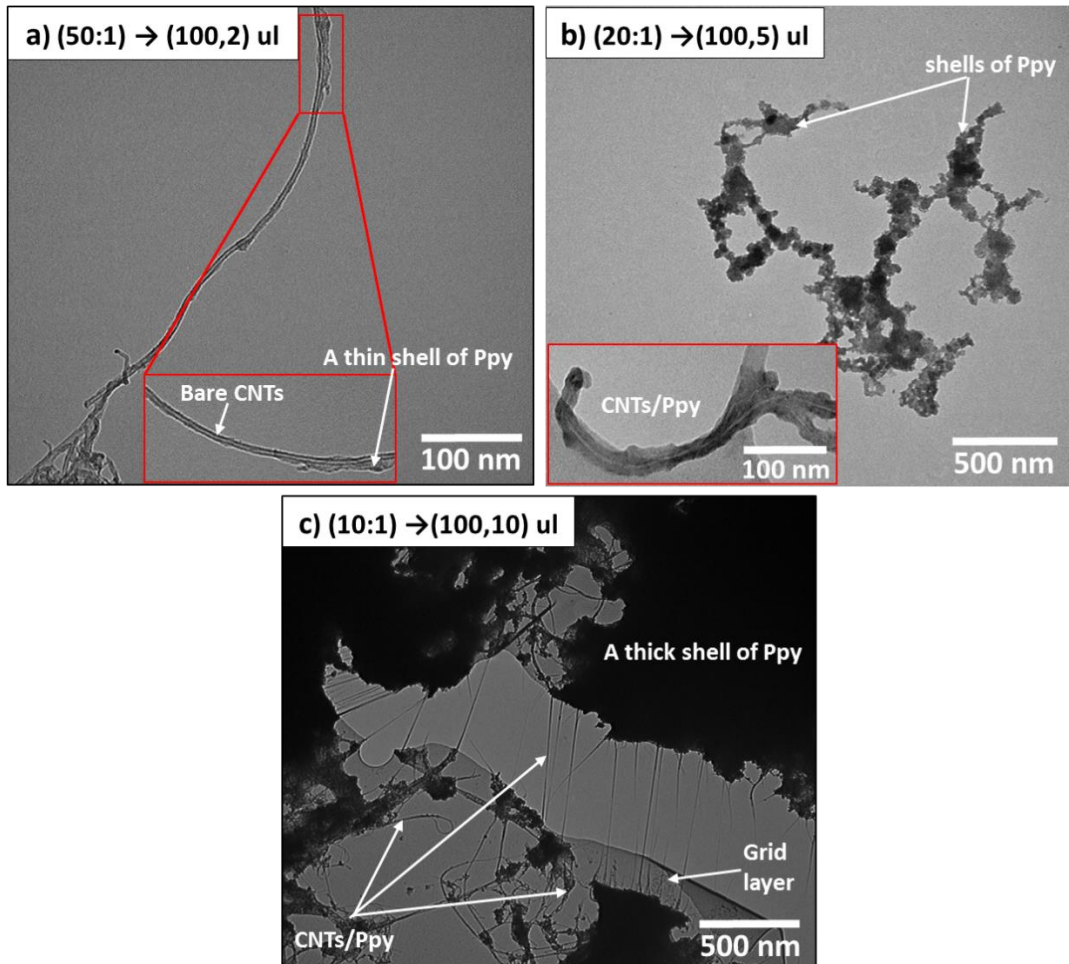 a) (50:1) → (100,2) ul
A thin shell of Ppy
Bare CNTs
100 nm
b) (20:1) →(100,5) ul
shells of Ppy
CNTs/Ppy
100 nm
500 nm
c) (10:1) →(100,10) ul
A thick shell of Ppy
Grid
layer
CNTs/Ppy
500 nm